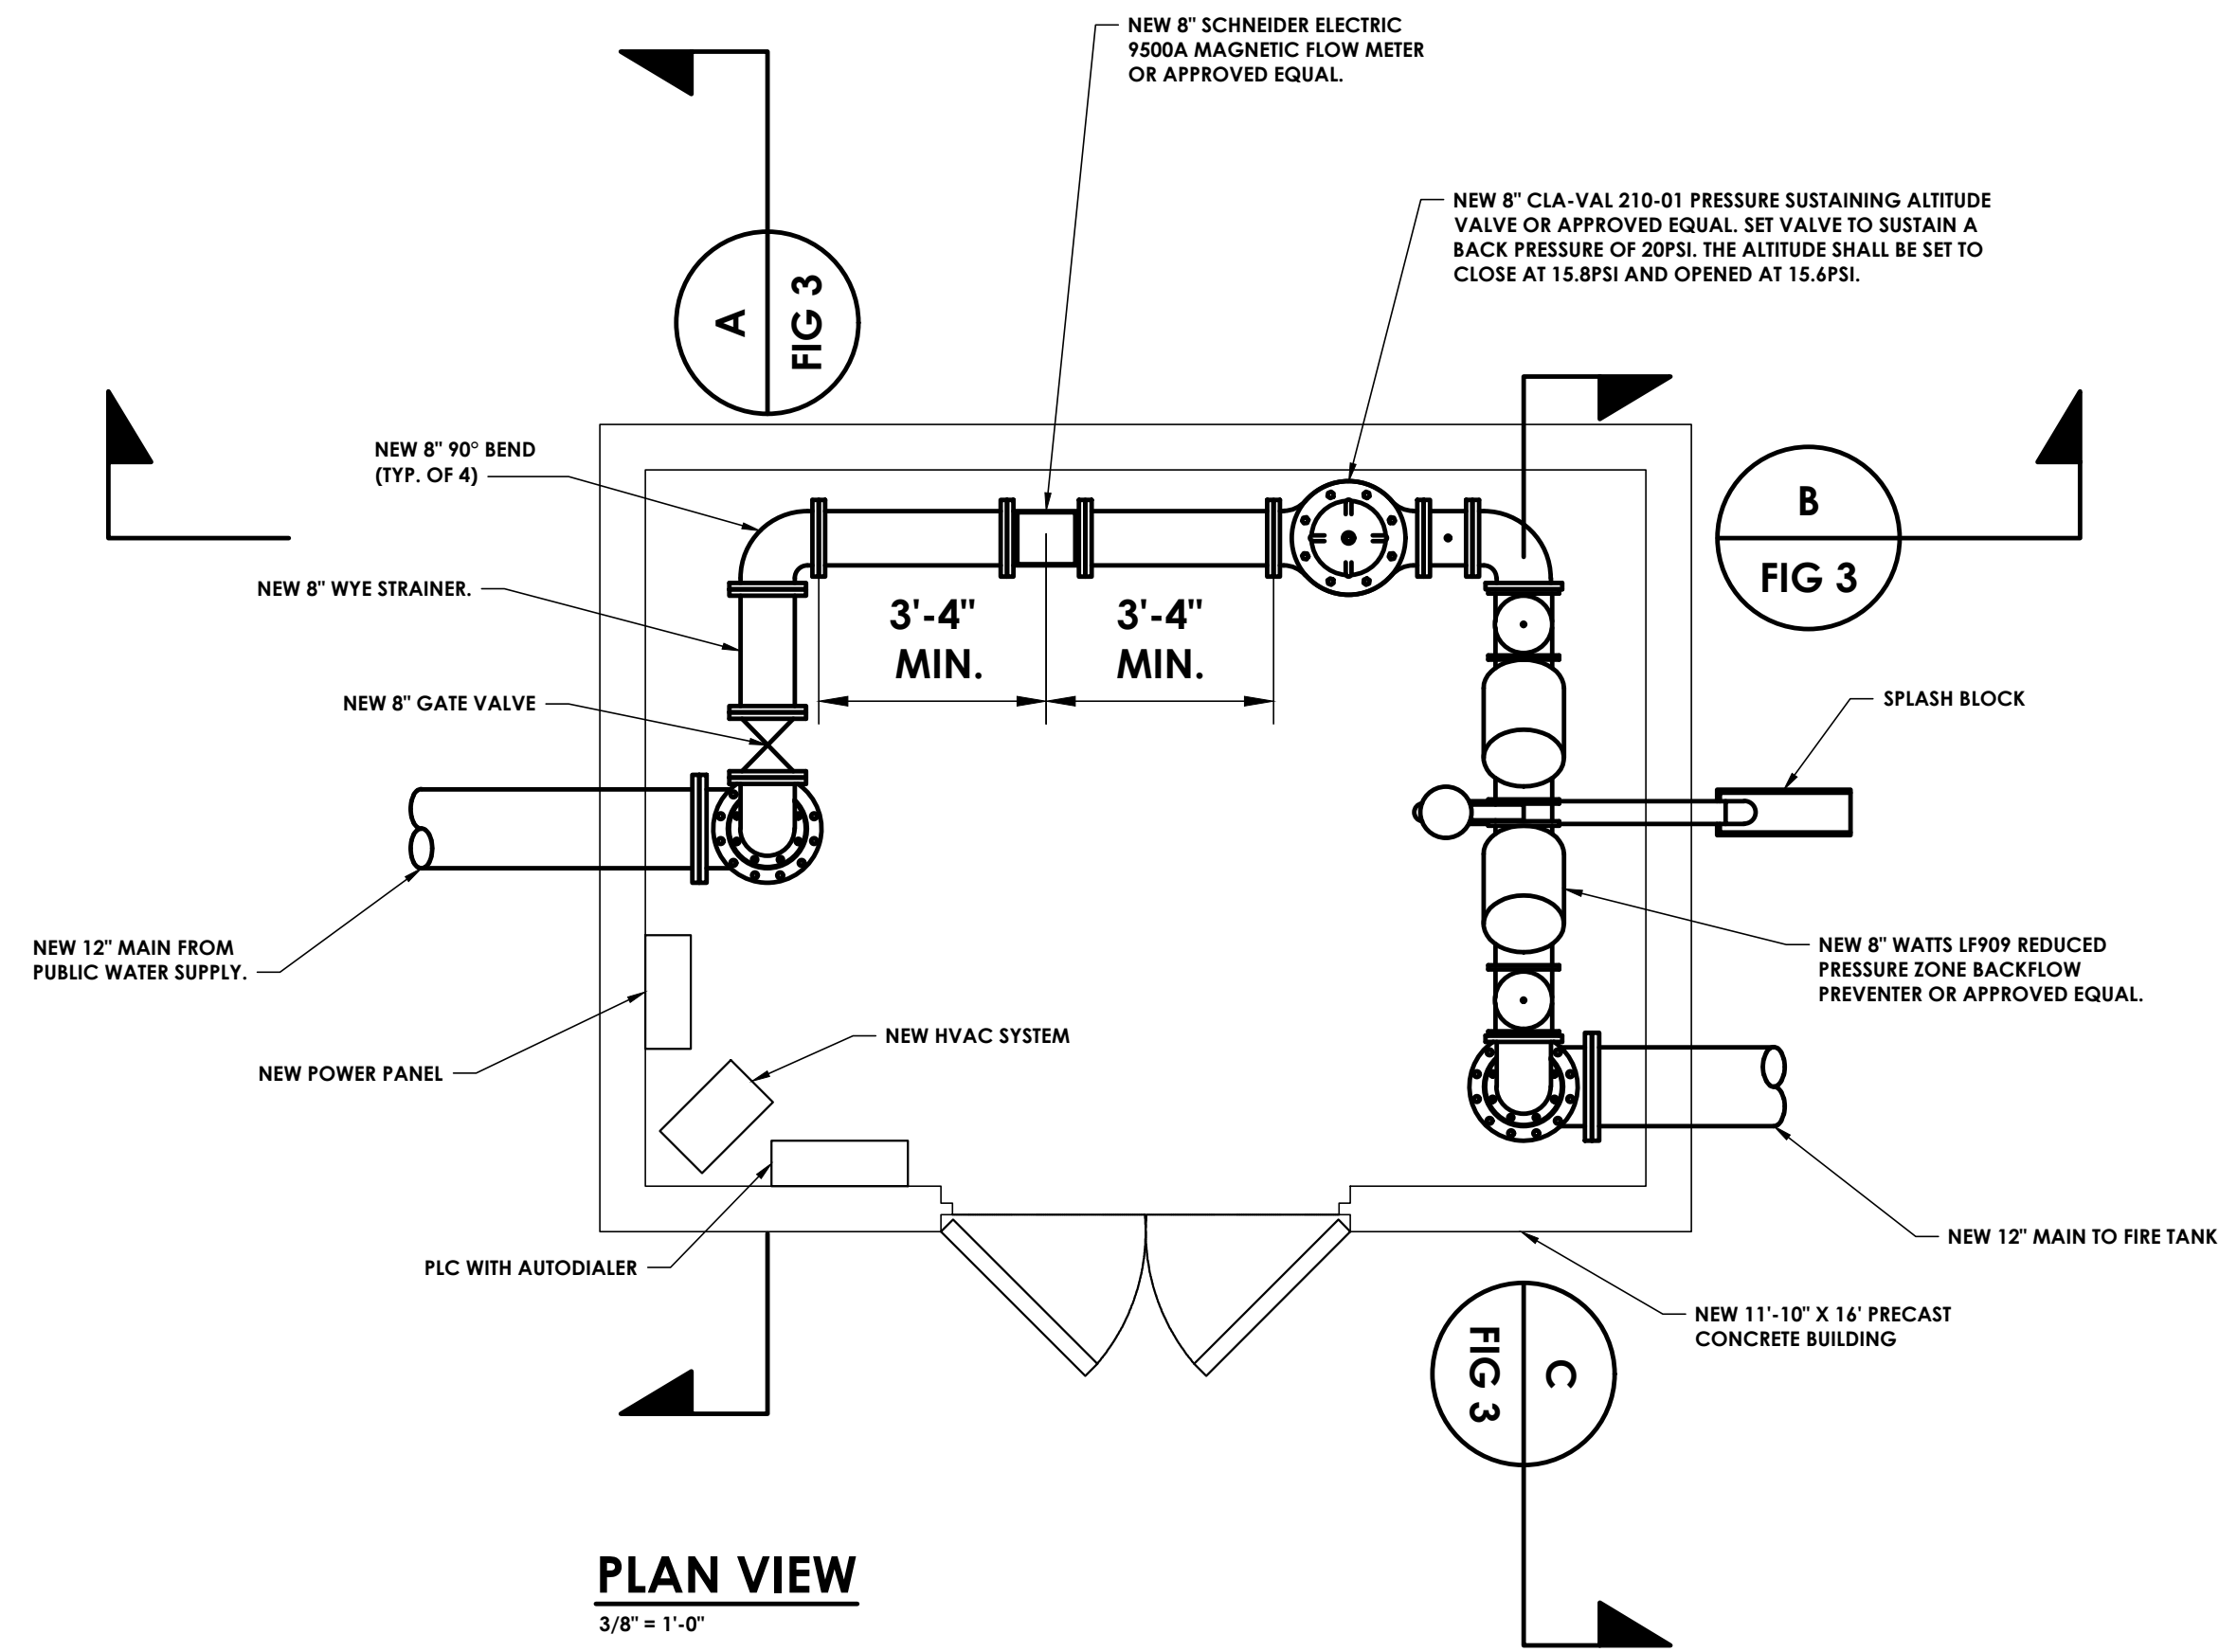 NEW 8" SCHNEIDER ELECTRIC
9500A MAGNETIC FLOW METER
OR APPROVED EQUAL.
NEW 8" CLA-VAL 210-01 PRESSURE SUSTAINING ALTITUDE
VALVE OR APPROVED EQUAL. SET VALVE TO SUSTAIN A
BACK PRESSURE OF 20PSI. THE ALTITUDE SHALL BE SET TO
CLOSE AT 15.8PSI AND OPENED AT 15.6PSI.
A
FIG 3
NEW 8" 90° BEND
(TYP. OF 4)
B
FIG 3
NEW 8" WYE STRAINER.
3'-4"
MIN.
3'-4"
MIN.
NEW 8" GATE VALVE
SPLASH BLOCK
NEW 12" MAIN FROM
PUBLIC WATER SUPPLY.
NEW 8" WATTS LF909 REDUCED
PRESSURE ZONE BACKFLOW
PREVENTER OR APPROVED EQUAL.
NEW HVAC SYSTEM
NEW POWER PANEL
NEW 12" MAIN TO FIRE TANK
PLC WITH AUTODIALER
NEW 11'-10" X 16' PRECAST
CONCRETE BUILDING
C
FIG 3
PLAN VIEW
3/8" = 1'-0"